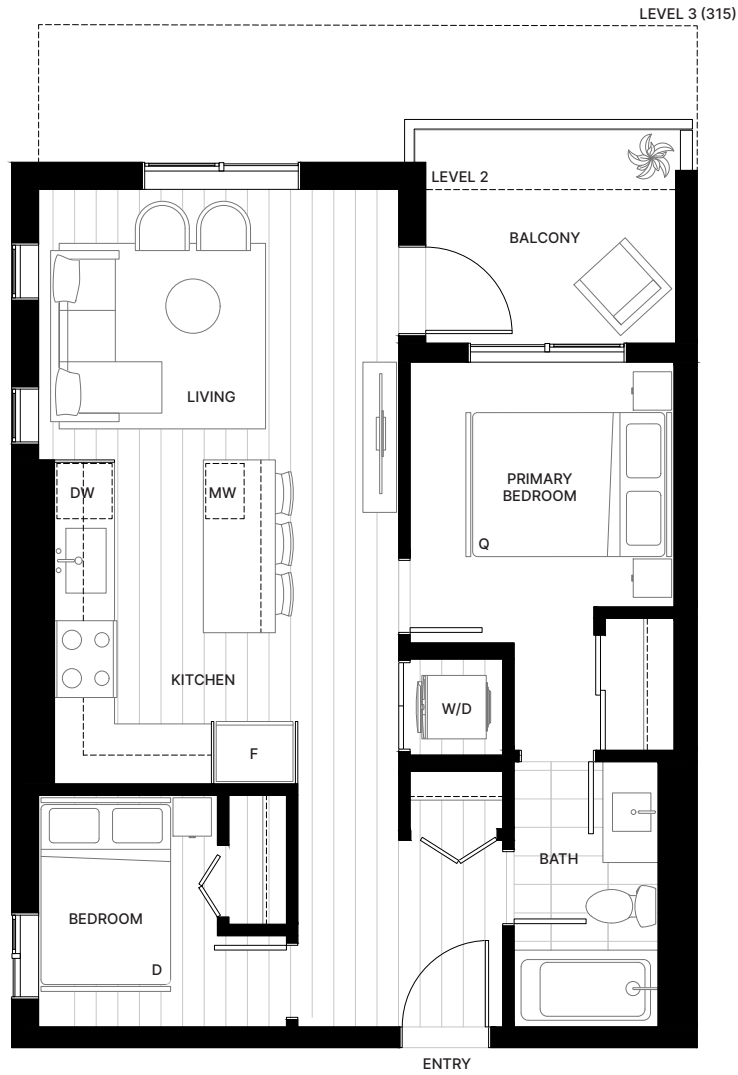 LEVEL 3 (315)
LEVEL 2
BALCONY
LIVING
DW
MW
PRIMARY
BEDROOM
Q
KITCHEN
W/D
F
BATH
BEDROOM
D
ENTRY